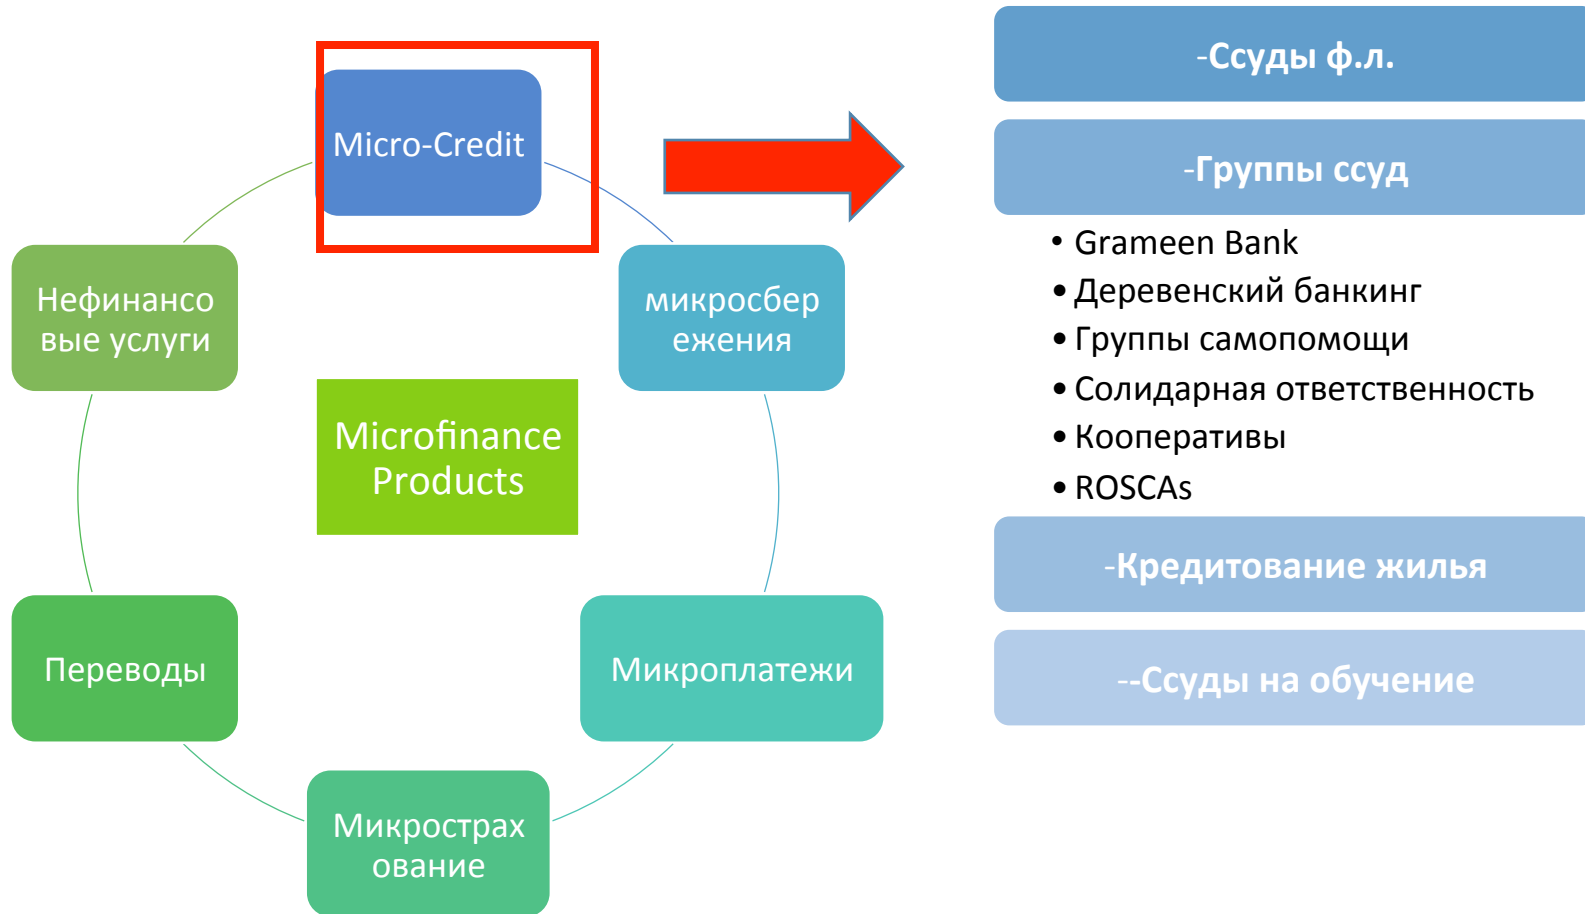 Micro-Credit
микросбер
ежения
Микроплатежи
Микрострах
ование
Переводы
Нефинансо
вые услуги
Microfinance
Products
-Ссуды ф.л.
-Группы ссуд
• Grameen Bank
• Деревенский банкинг
• Группы самопомощи
• Солидарная ответственность
• Кооперативы
• ROSCAs
-Кредитование жилья
--Ссуды на обучение